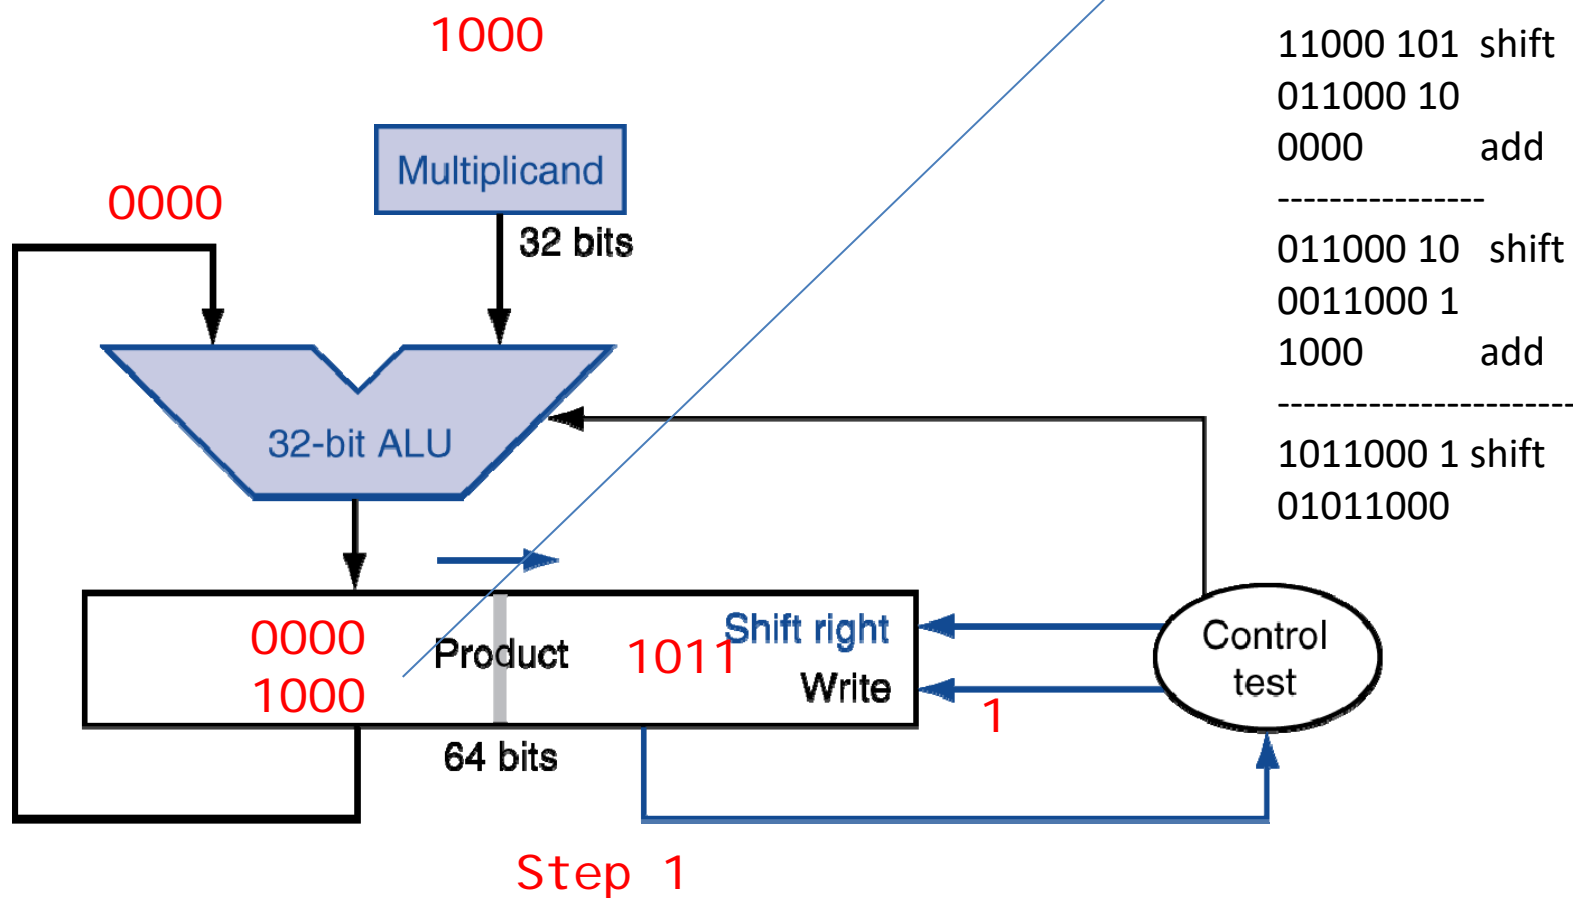 1000
Multiplicand
0000
32 bits
32-bit ALU
0000
1000
Product
1011
Shift right
Write
1
Control
test
64 bits
Step 1
11000 101 shift
011000 10
0000 add
----------------
011000 10 shift
0011000 1
1000 add
-----------------------
1011000 1 shift
01011000